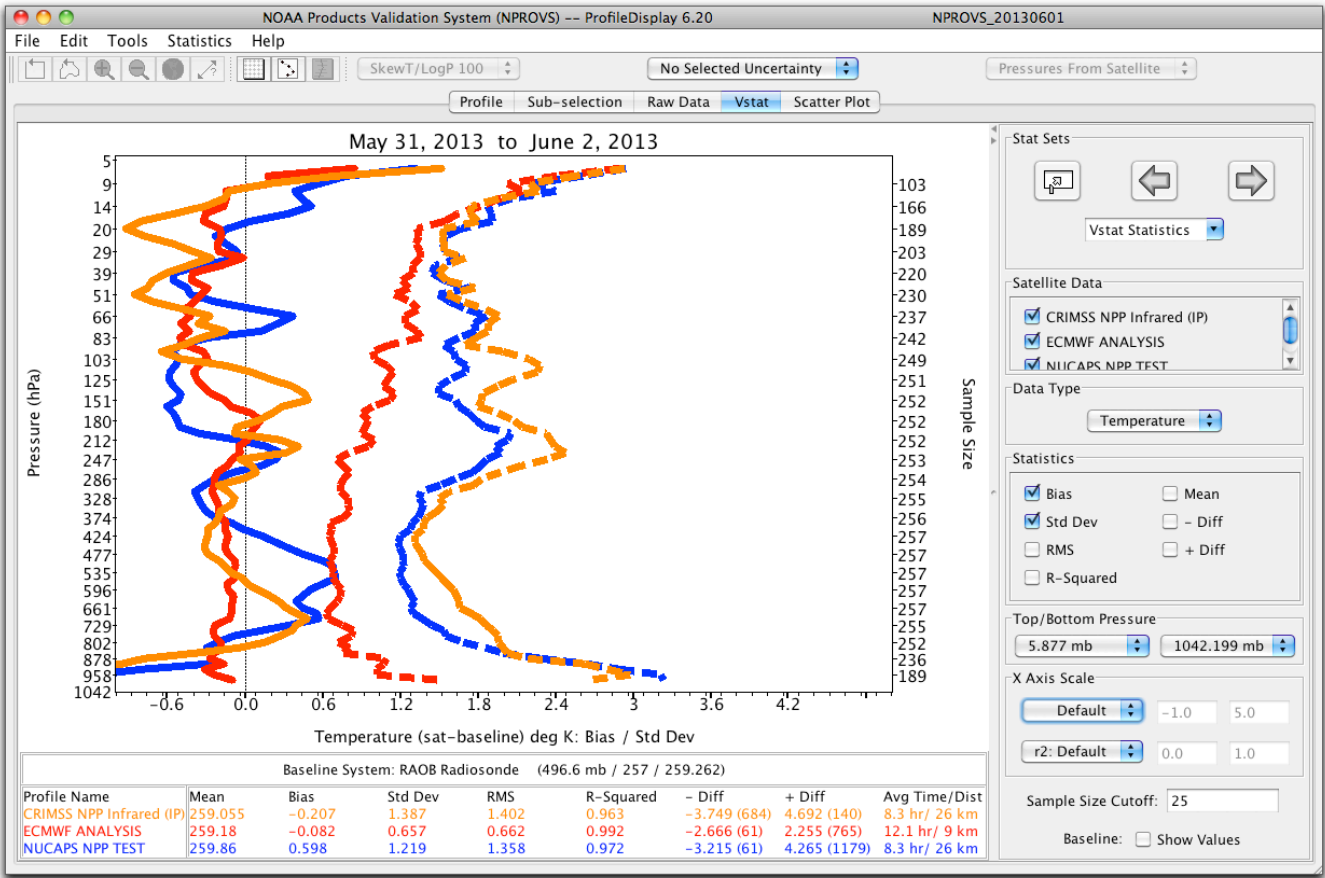 NOAA Products Validation System (NPROVS) -- ProfileDisplay 6.20 NPROVS_20130601
File Edit Tools Statistics Help
SkewT/LogP 100 No Selected Uncertainty Pressures From Satellite
Profile Sub-selection Raw Data Vstat Scatter Plot
May 31, 2013 to June 2, 2013
Pressure (hPa)
5
9
14
20
29
39
51
66
83
103
125
151
180
212
247
286
328
374
424
477
535
596
661
729
802
878
958
1042
103
166
189
203
220
230
237
242
249
251
252
252
252
253
254
255
256
257
257
257
257
257
255
252
236
189
Sample Size
-0.6 0.0 0.6 1.2 1.8 2.4 3 3.6 4.2
Temperature (sat-baseline) deg K: Bias / Std Dev
Baseline System: RAOB Radiosonde (496.6 mb / 257 / 259.262)
Profile Name Mean Bias Std Dev RMS R-Squared - Diff + Diff Avg Time/Dist
CRIMSS NPP Infrared (IP) 259.055 -0.207 1.387 1.402 0.963 -3.749 (684) 4.692 (140) 8.3 hr/ 26 km
ECMWF ANALYSIS 259.18 -0.082 0.657 0.662 0.992 -2.666 (61) 2.255 (765) 12.1 hr/ 9 km
NUCAPS NPP TEST 259.86 0.598 1.219 1.358 0.972 -3.215 (61) 4.265 (1179) 8.3 hr/ 26 km
Stat Sets
Vstat Statistics
Satellite Data
CRIMSS NPP Infrared (IP)
ECMWF ANALYSIS
NUCAPS NPP TEST
Data Type
Temperature
Statistics
Bias Mean
Std Dev - Diff
RMS + Diff
R-Squared
Top/Bottom Pressure
5.877 mb 1042.199 mb
X Axis Scale
Default -1.0 5.0
r2: Default 0.0 1.0
Sample Size Cutoff: 25
Baseline: Show Values